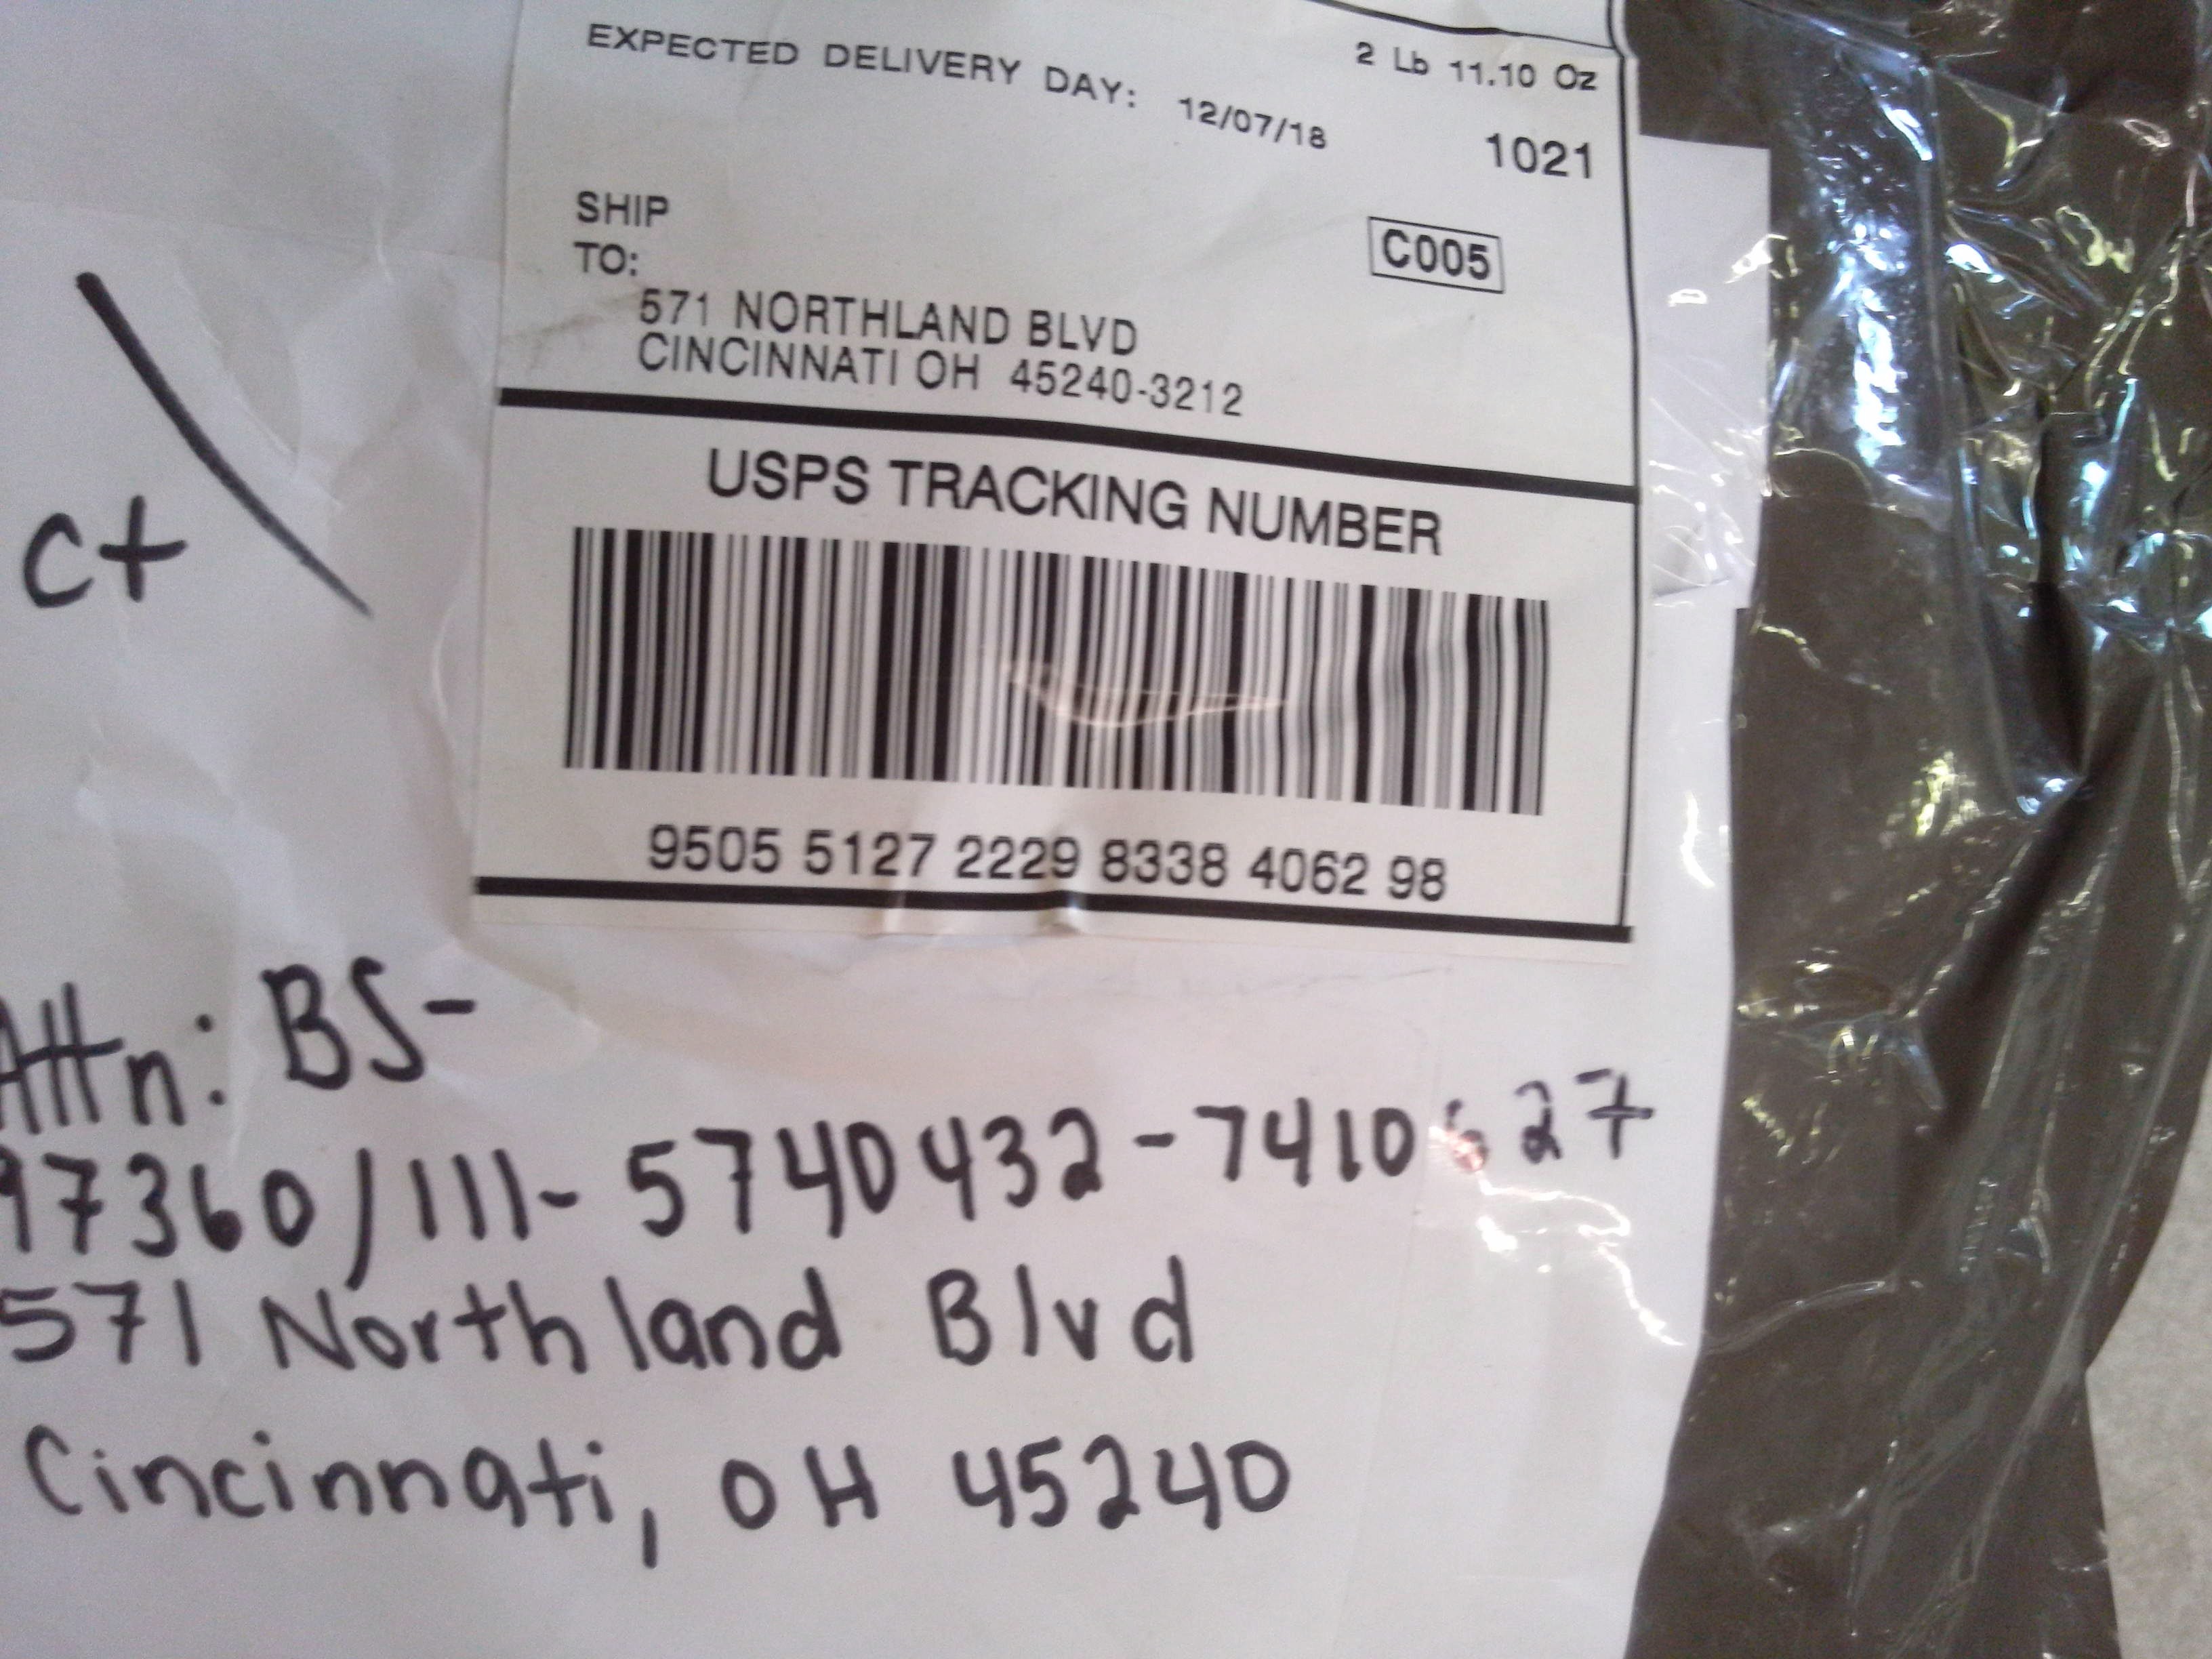 2 Lb 11.10 Oz
EXPECTED DELIVERY DAY: 12/07/18
1021
SHIP
TO:
C005
571 NORTHLAND BLVD
CINCINNATI OH 45240-3212
USPS TRACKING NUMBER
9505 5127 2229 8338 4062 98
ct
Attn: BS-
97360/111-5740432-7410627
571 Northland Blvd
Cincinnati, OH 45240